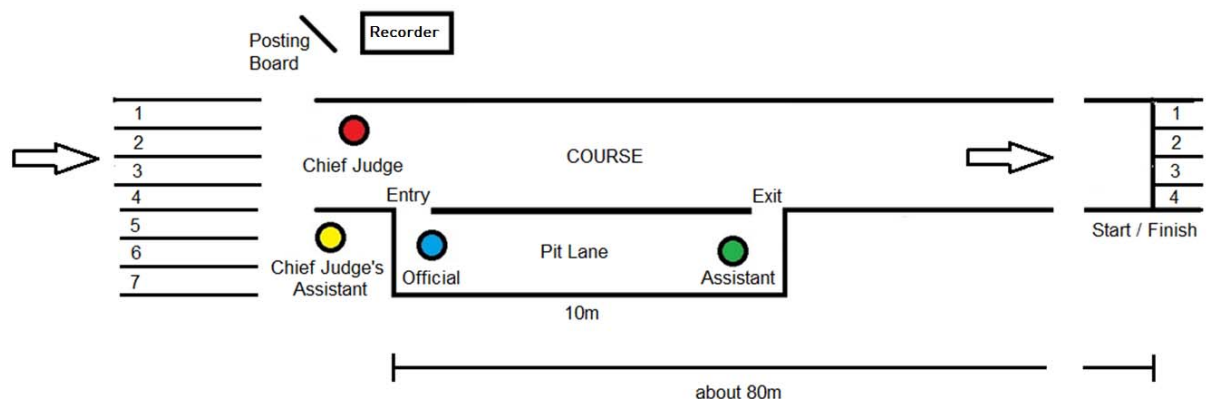 Posting
Board
Recorder
1
2
3
4
5
6
7
Chief Judge
COURSE
1
2
3
4
Entry
Exit
Start / Finish
Chief Judge's
Assistant
Official
Pit Lane
Assistant
10m
about 80m